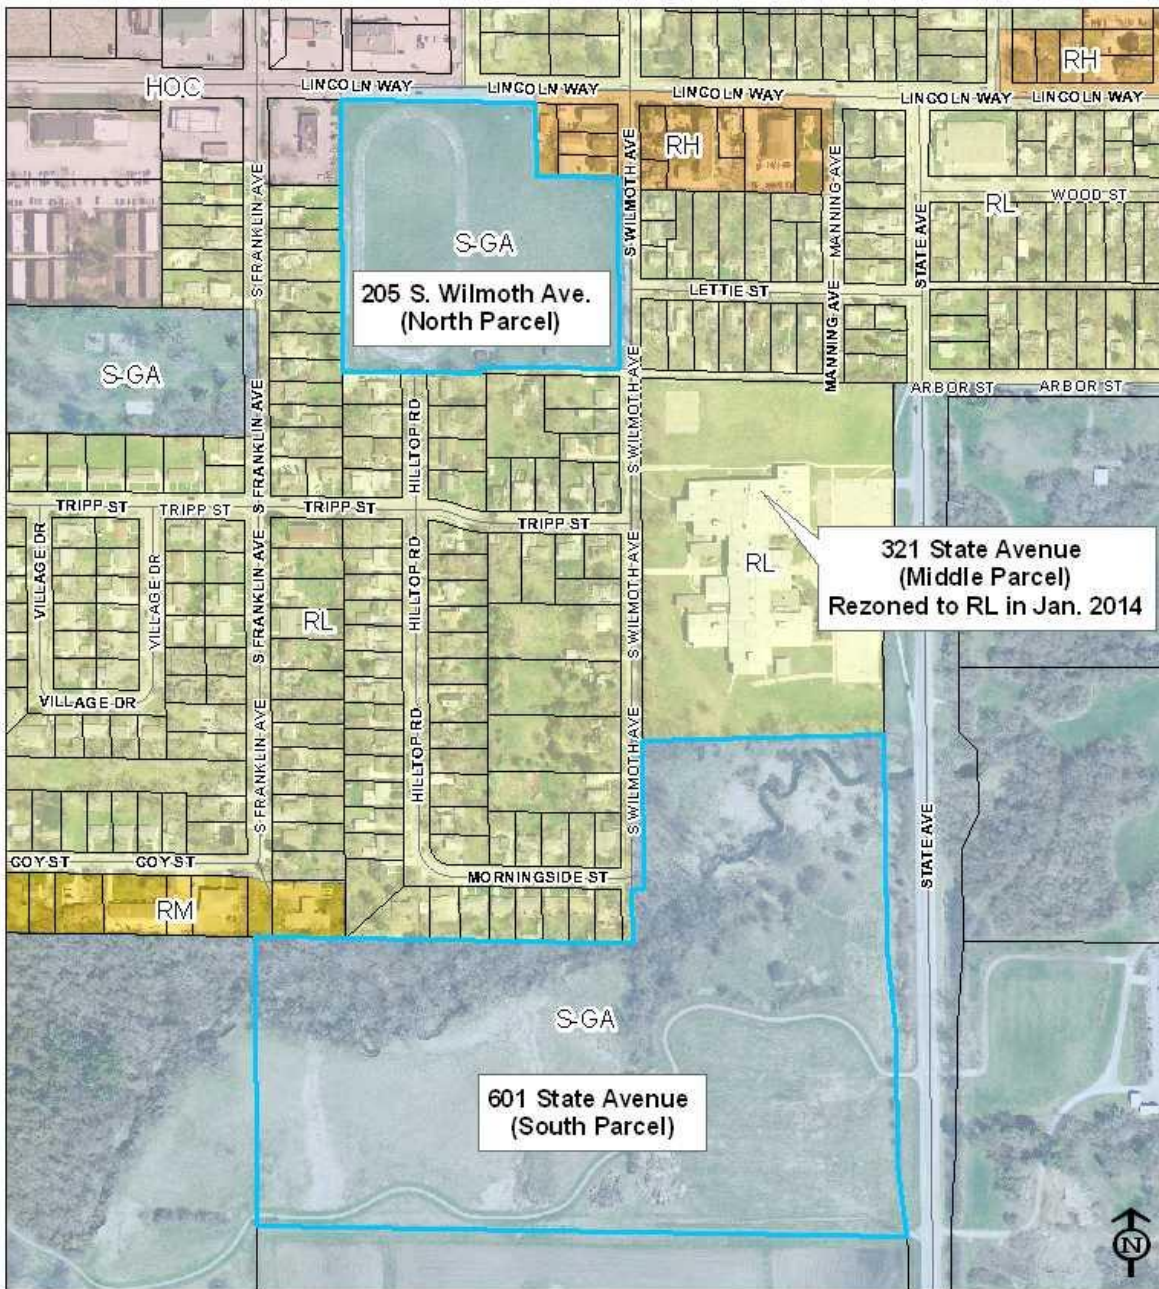 RH
HOC
LINCOLN WAY
LINCOLN WAY
LINCOLN WAY
LINCOLN WAY
LINCOLN WAY
RH
S FRANKLIN AVE
S WILMOTH AVE
MANNING AVE
MANNING AVE
STATE AVE
RL
WOOD ST
S-GA
205 S. Wilmoth Ave.
(North Parcel)
LETTIE ST
S-GA
ARBOR ST
ARBOR ST
S FRANKLIN AVE
HILLTOP RD
S WILMOTH AVE
TRIPP ST
TRIPP ST
TRIPP ST
TRIPP ST
VILLAGE DR
VILLAGE DR
S FRANKLIN AVE
HILLTOP RD
S WILMOTH AVE
RL
RL
321 State Avenue
(Middle Parcel)
Rezoned to RL in Jan. 2014
VILLAGE DR
S FRANKLIN AVE
HILLTOP RD
S WILMOTH AVE
STATE AVE
COY ST
COY ST
MORNINGSIDE ST
RM
S-GA
601 State Avenue
(South Parcel)
N